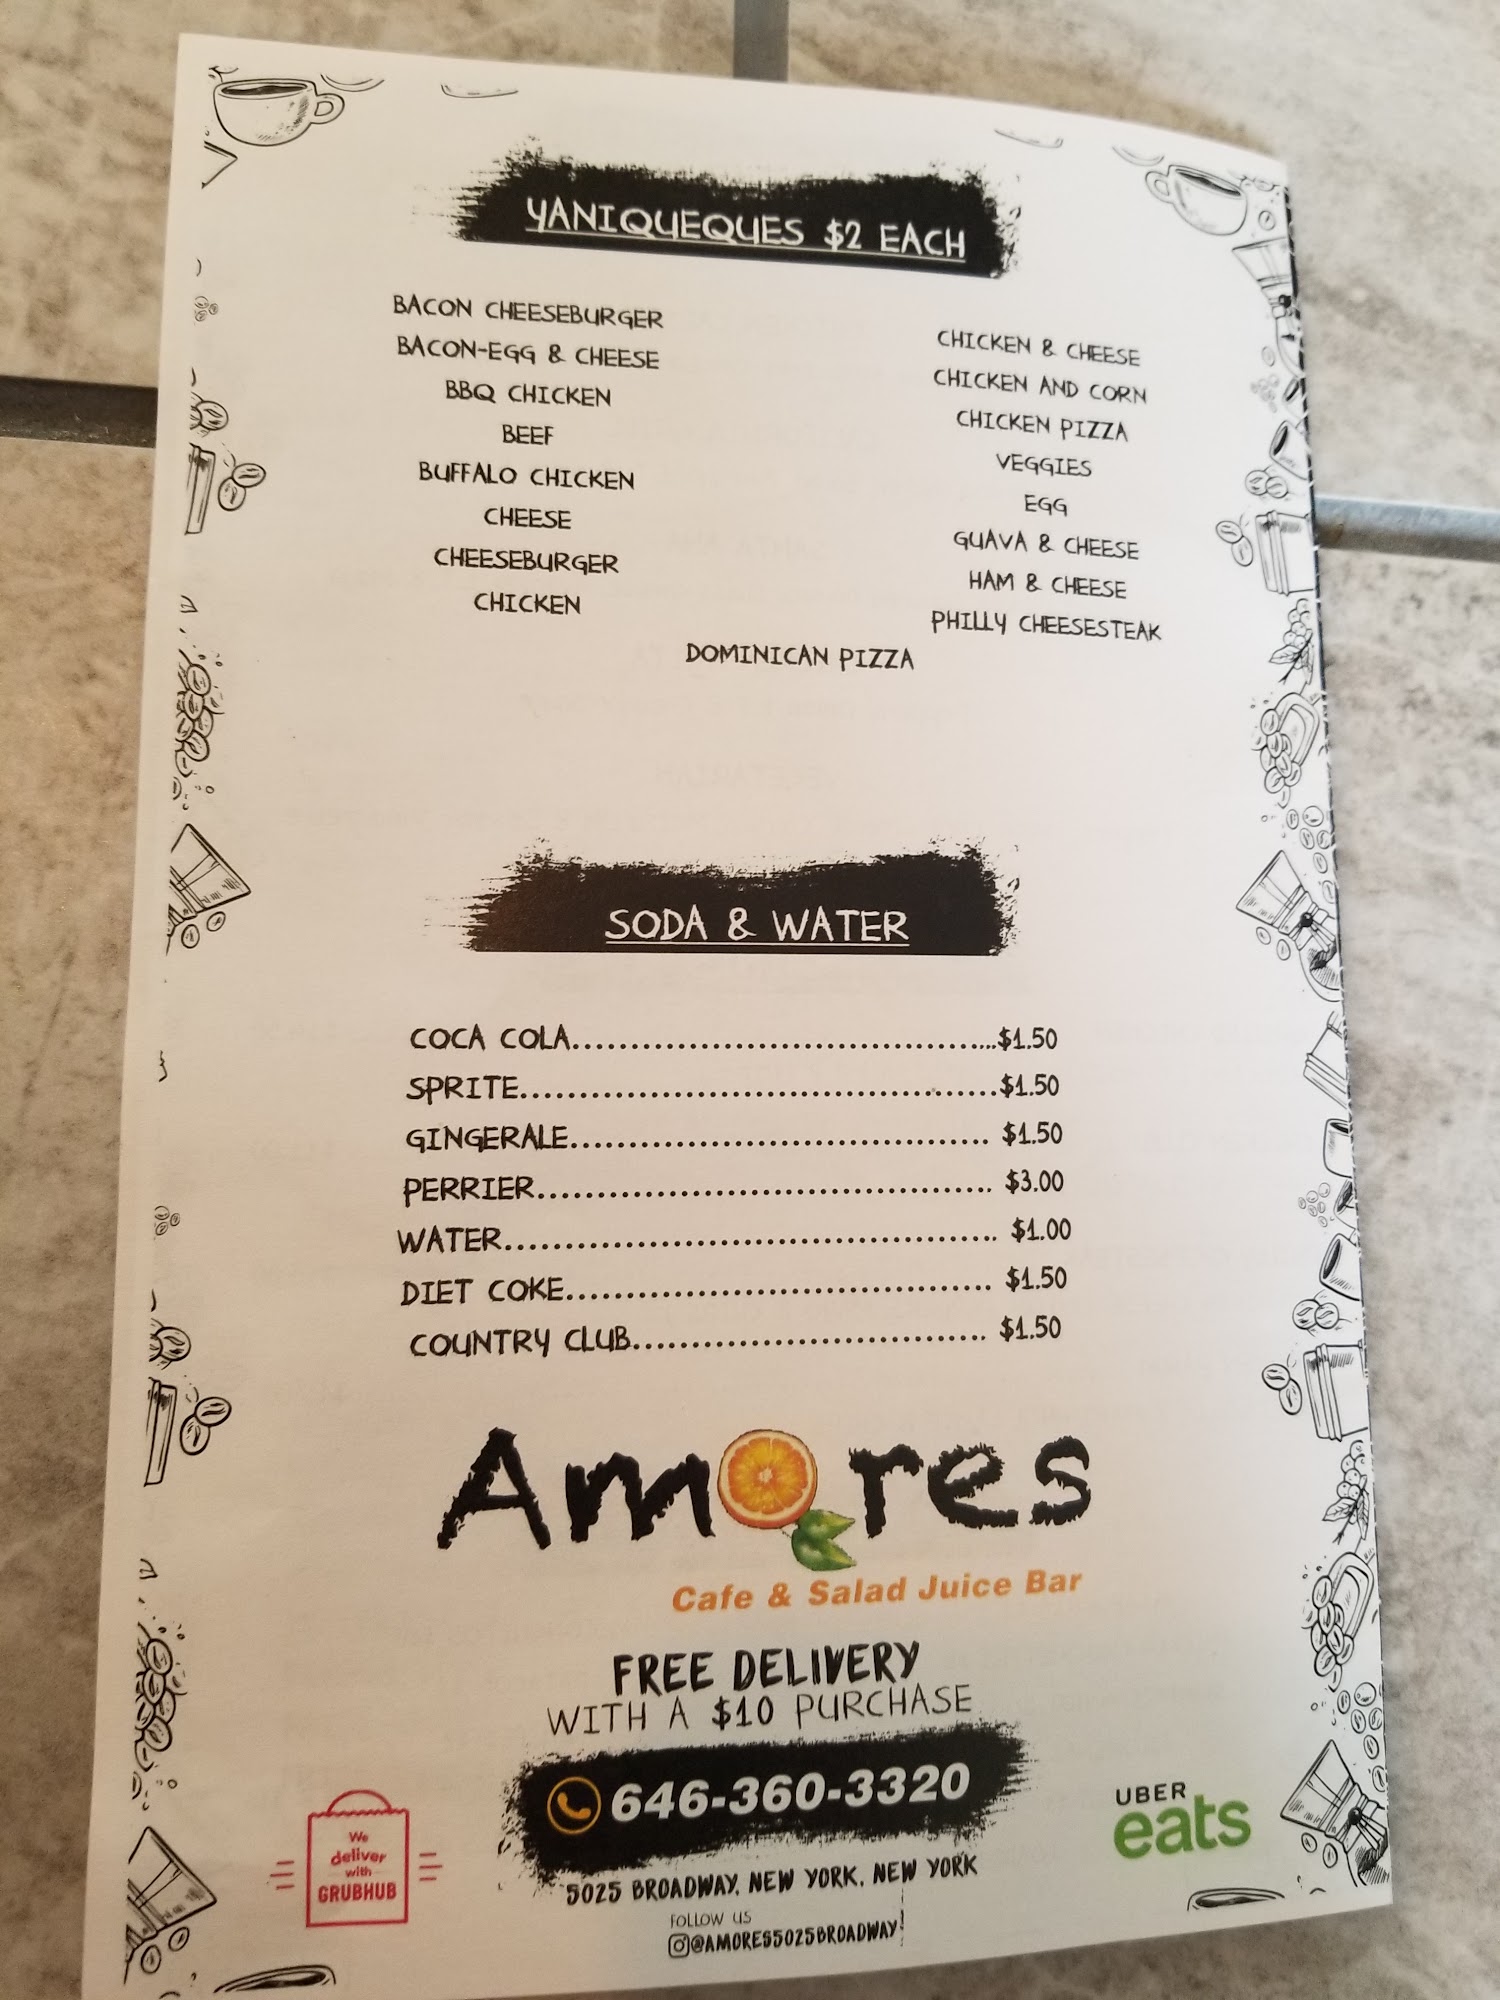 YANIQUEQUES $2 EACH
BACON CHEESEBURGER
BACON-EGG & CHEESE
BBQ CHICKEN
BEEF
BUFFALO CHICKEN
CHEESE
CHEESEBURGER
CHICKEN
CHICKEN & CHEESE
CHICKEN AND CORN
CHICKEN PIZZA
VEGGIES
EGG
GUAVA & CHEESE
HAM & CHEESE
PHILLY CHEESESTEAK
DOMINICAN PIZZA
SODA & WATER
COCA COLA........................................$1.50
SPRITE.............................................$1.50
GINGERALE....................................... $1.50
PERRIER.......................................... $3.00
WATER.............................................. $1.00
DIET COKE........................................ $1.50
COUNTRY CLUB................................. $1.50
Amores
Cafe & Salad Juice Bar
FREE DELIVERY
WITH A $10 PURCHASE
646-360-3320
5025 BROADWAY, NEW YORK, NEW YORK
FOLLOW US
@AMORES5025BROADWAY
We
deliver
with
GRUBHUB
UBER
eats